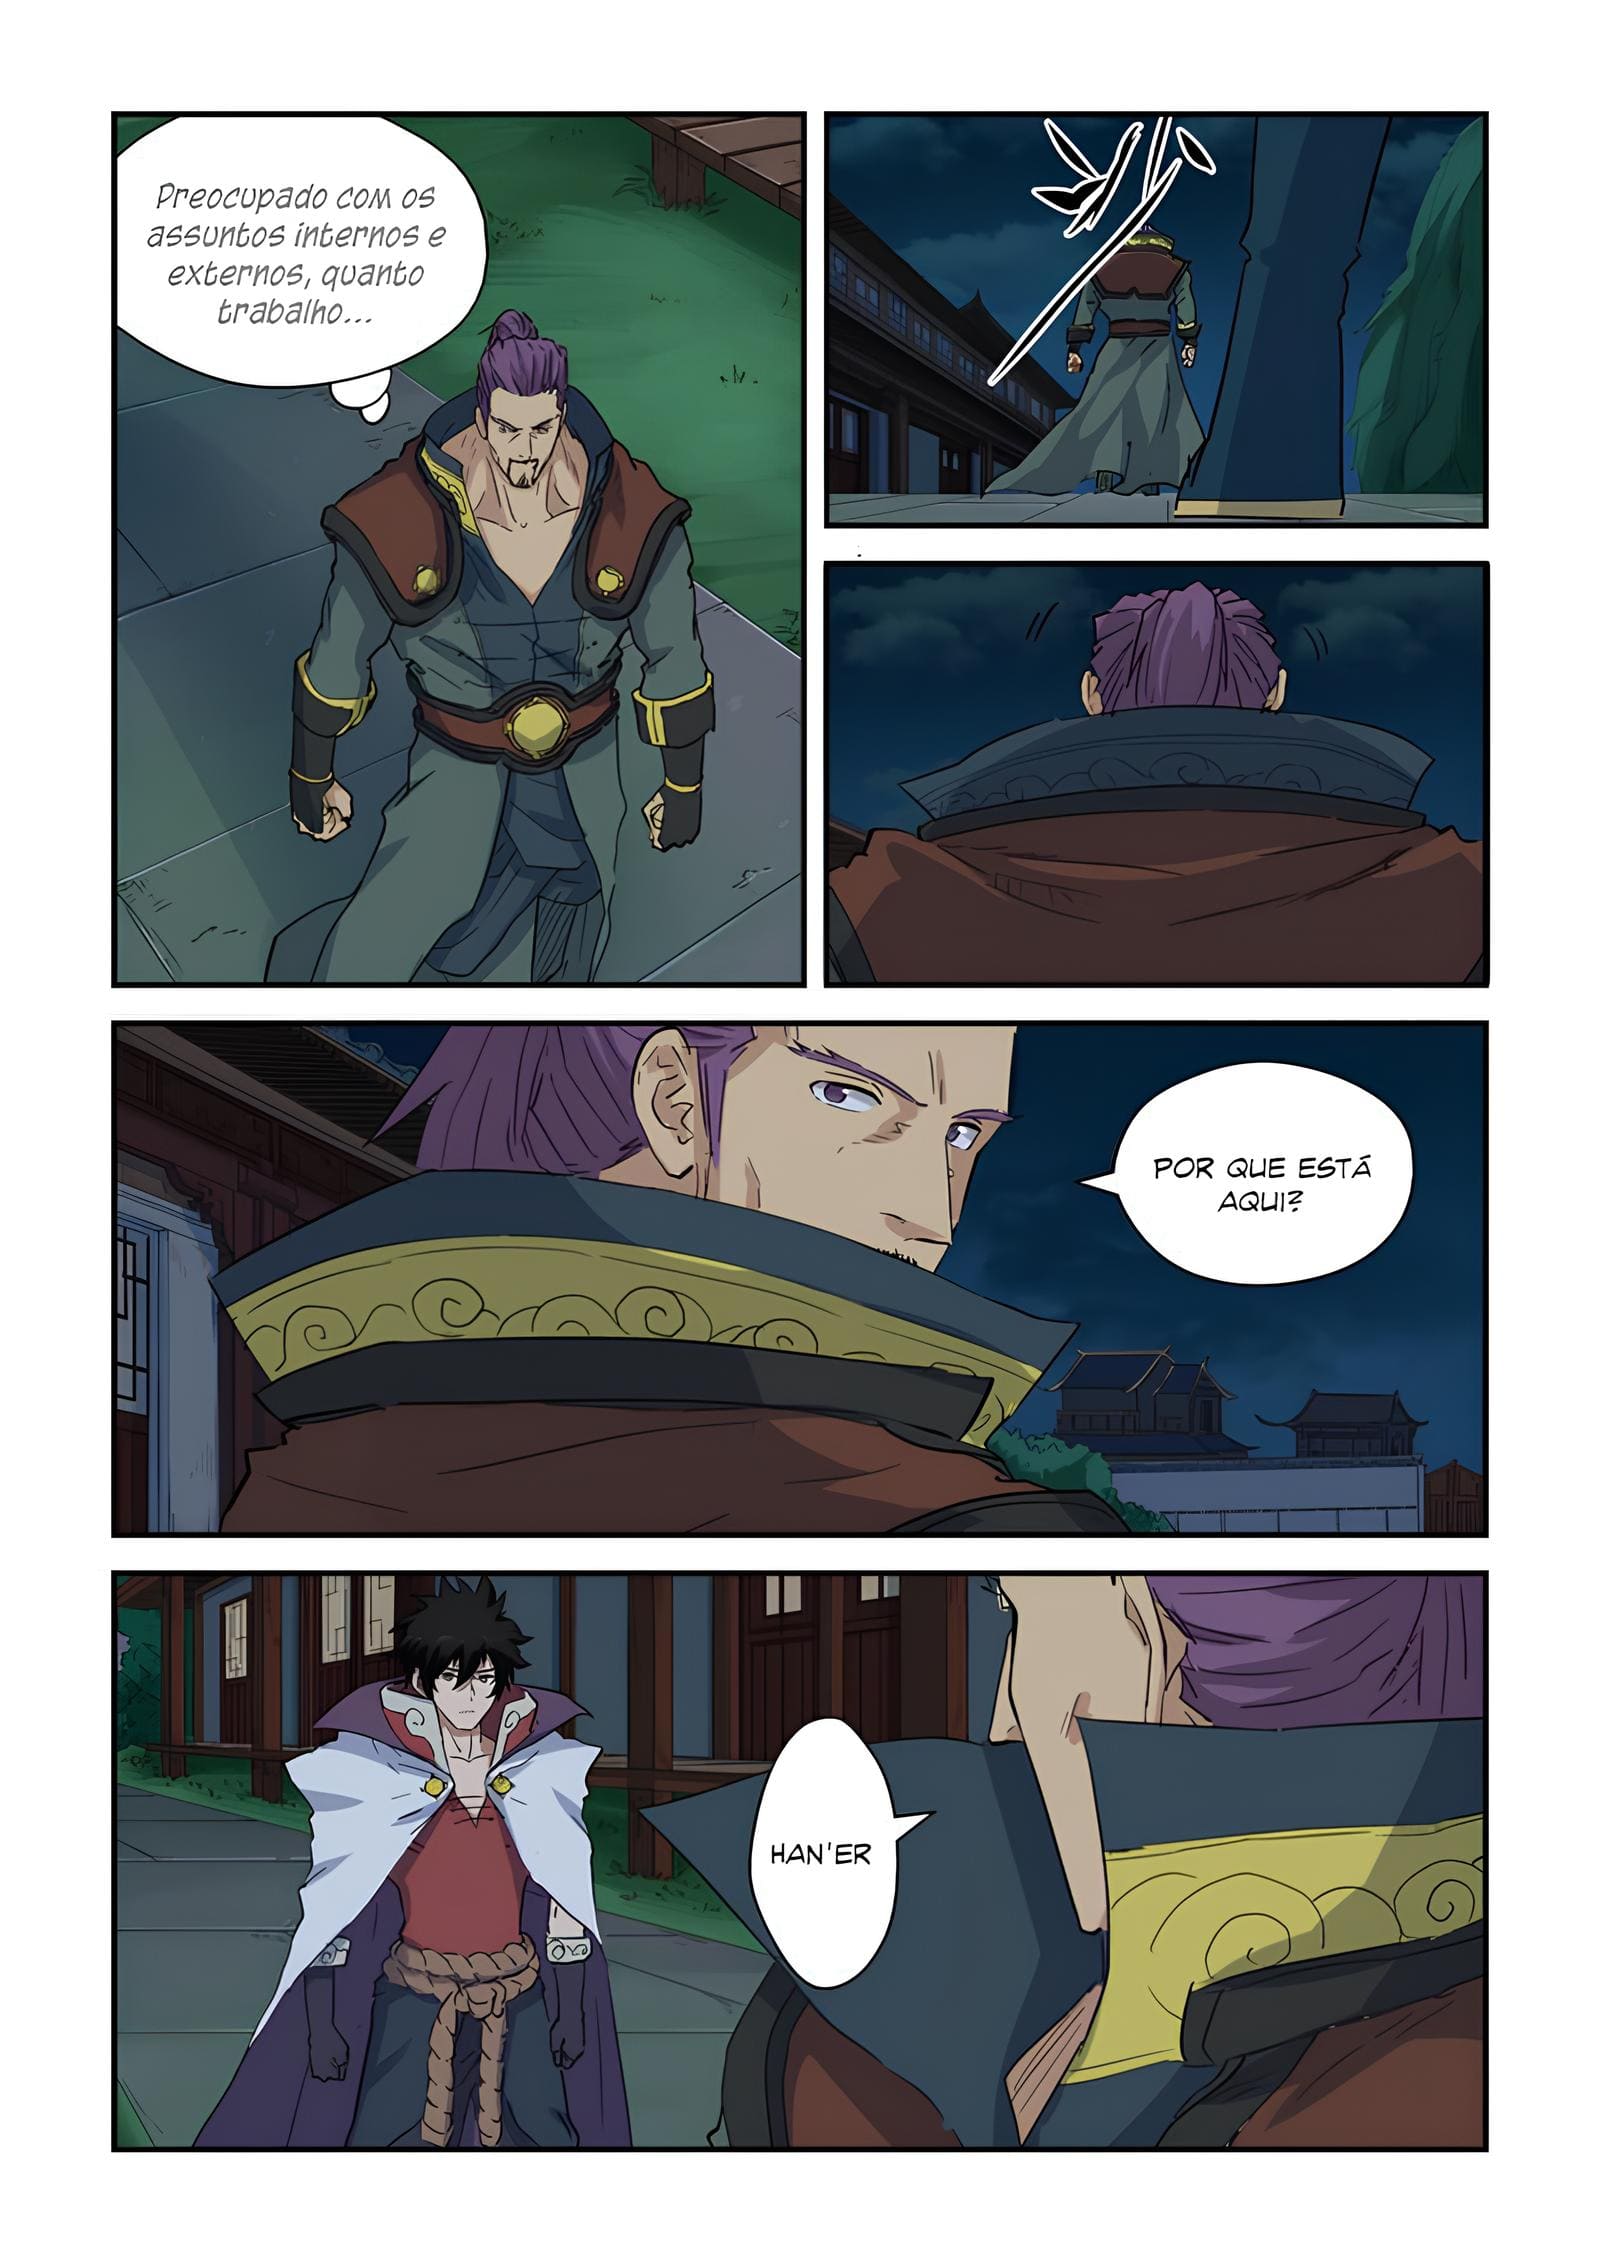 Preocupado com os
assuntos internos e
externos, quanto
trabalho...
POR QUE ESTÁ
AQUI?
HAN'ER